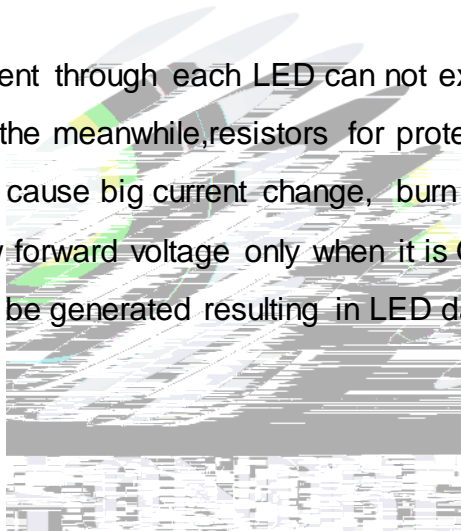 ent through each LED can not ex
the meanwhile,resistors for prote
cause big current change, burn
forward voltage only when it is
be generated resulting in LED d